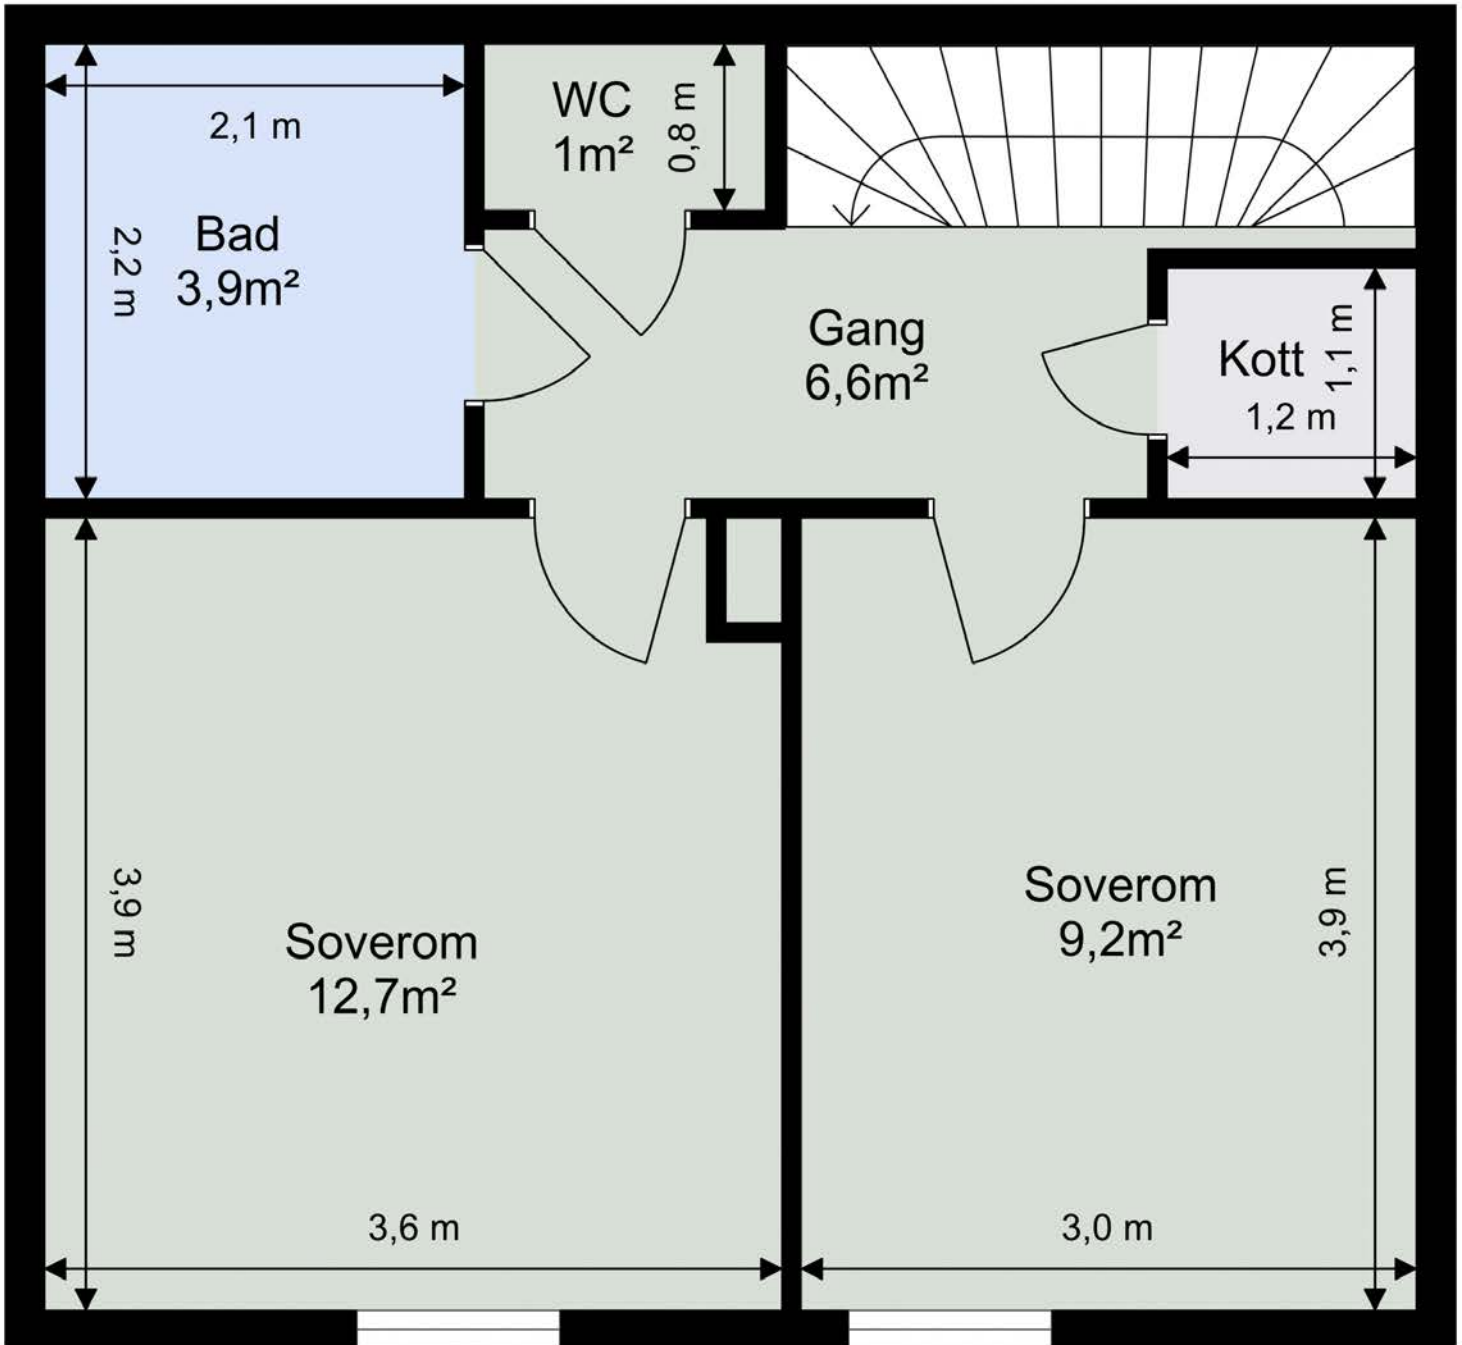 2,1 m
WC
1m²
0,8 m
2,2 m
Bad
3,9m²
Gang
6,6m²
Kott
1,1 m
1,2 m
3,9 m
Soverom
12,7m²
3,6 m
Soverom
9,2m²
3,9 m
3,0 m